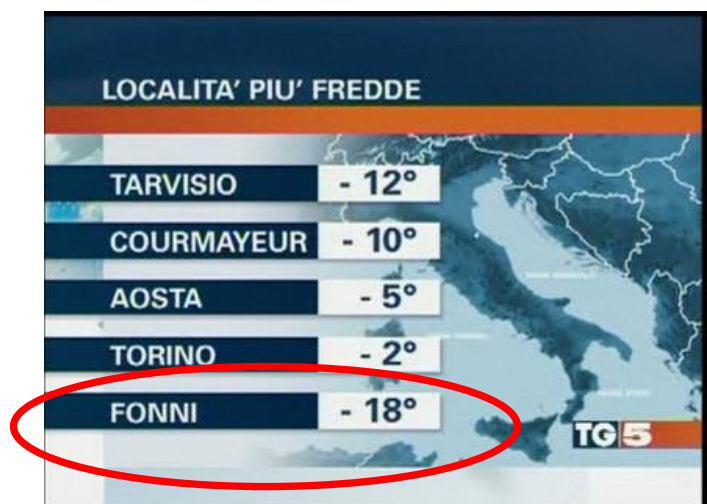 LOCALITA' PIU' FREDDE
TARVISIO - 12°
COURMAYEUR - 10°
AOSTA - 5°
TORINO - 2°
FONNI - 18°
TG5